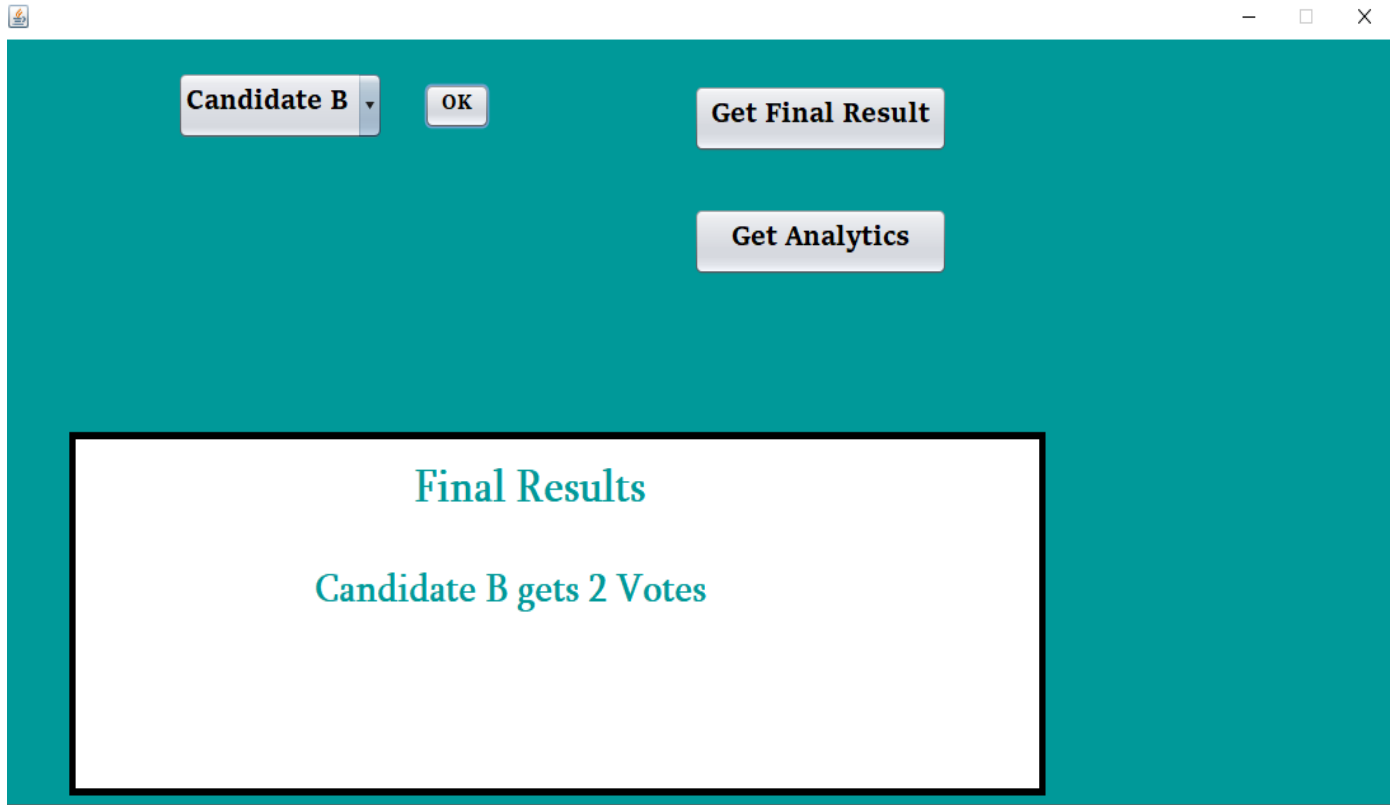 Candidate B
OK
Get Final Result
Get Analytics
Final Results
Candidate B gets 2 Votes